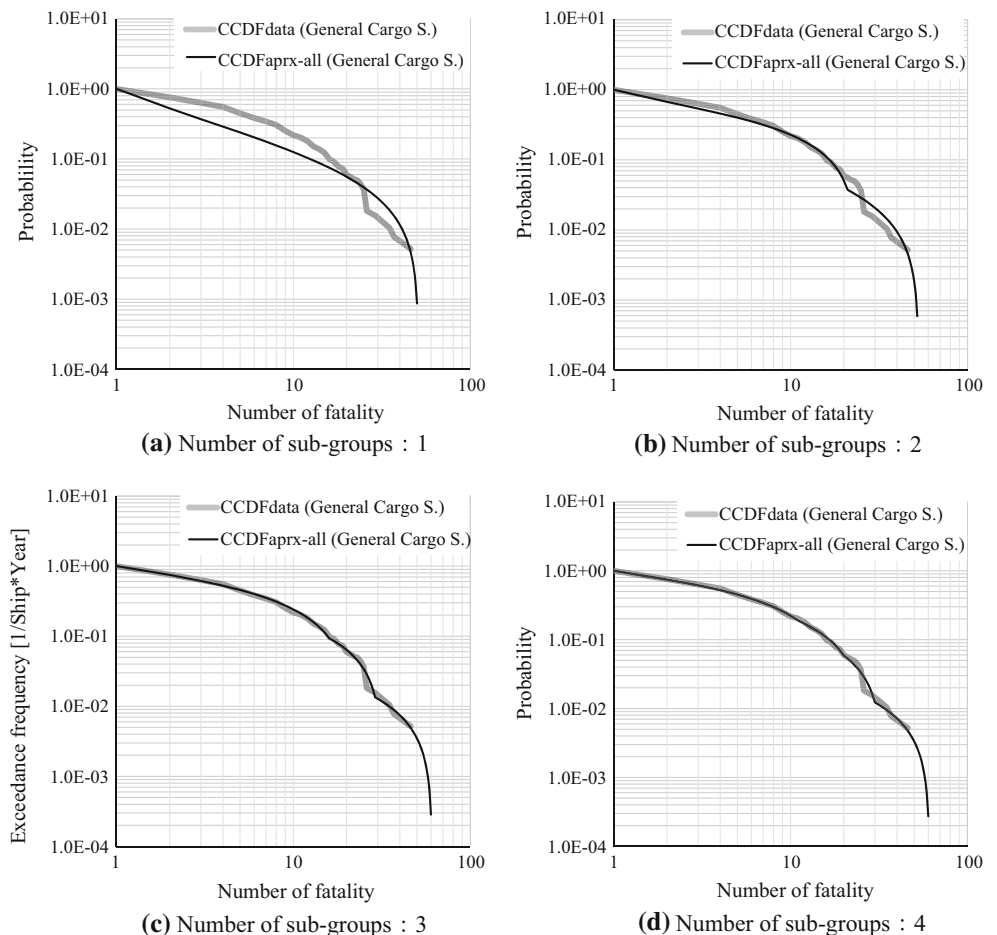 1.0E+01
CCDFdata (General Cargo S.)
CCDFaprx-all (General Cargo S.)
1.0E+00
1.0E-01
1.0E-02
1.0E-03
1.0E-04
Probablility
1
10
100
Number of fatality
(a) Number of sub-groups : 1
1.0E+01
CCDFdata (General Cargo S.)
CCDFaprx-all (General Cargo S.)
1.0E+00
1.0E-01
1.0E-02
1.0E-03
1.0E-04
Probability
1
10
100
Number of fatality
(b) Number of sub-groups : 2
1.0E+01
CCDFdata (General Cargo S.)
CCDFaprx-all (General Cargo S.)
1.0E+00
1.0E-01
1.0E-02
1.0E-03
1.0E-04
Exceedance frequency [1/Ship*Year]
1
10
100
Number of fatality
(c) Number of sub-groups : 3
1.0E+01
CCDFdata (General Cargo S.)
CCDFaprx-all (General Cargo S.)
1.0E+00
1.0E-01
1.0E-02
1.0E-03
1.0E-04
Probability
1
10
100
Number of fatality
(d) Number of sub-groups : 4